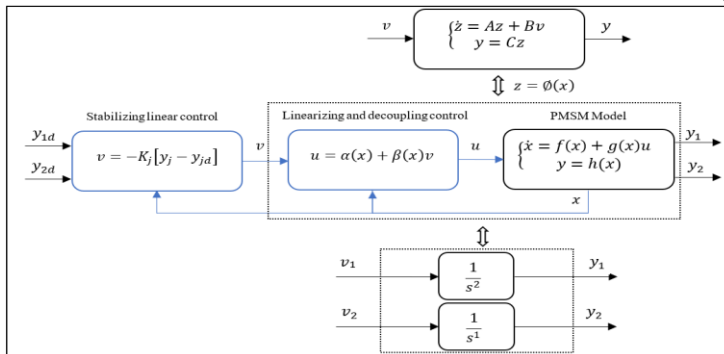 v
ż = Az + Bv
y = Cz
y
z = Ø(x)
Stabilizing linear control
Linearizing and decoupling control
PMSM Model
y₁d
y₂d
v = −Kⱼ[yⱼ − yⱼd]
v
u = α(x) + β(x)v
u
ẋ = f(x) + g(x)u
y = h(x)
y₁
y₂
x
v₁
1/s²
y₁
v₂
1/s¹
y₂